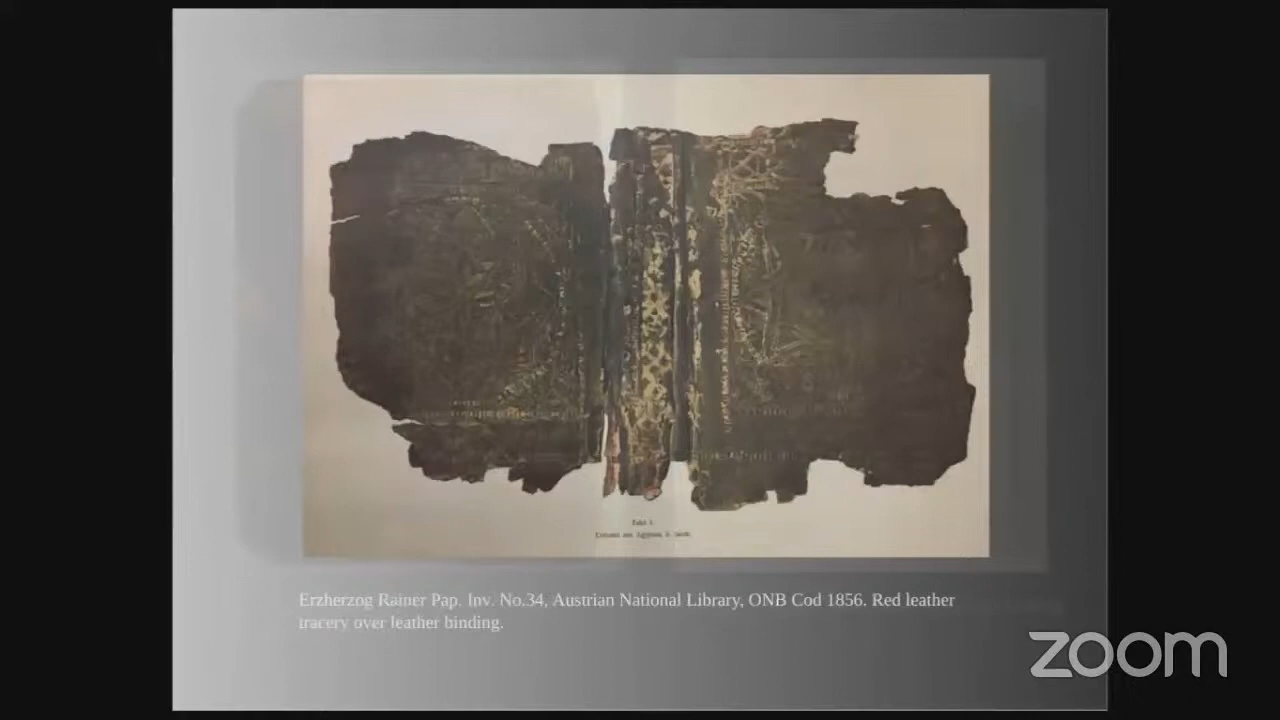 Erzherzog Rainer Pap. Inv. No.34, Austrian National Library, ONB Cod 1856. Red leather
tracery over leather binding.
zoom